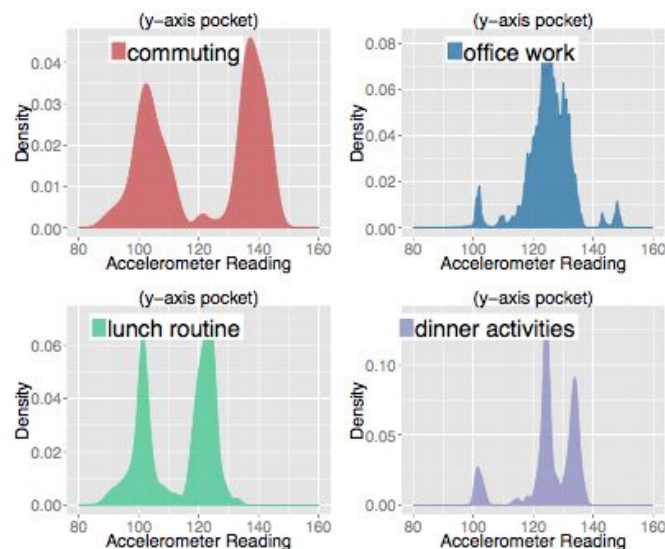 (y-axis pocket)
commuting
Density
0.04
0.03
0.02
0.01
0.00
80 100 120 140 160
Accelerometer Reading
(y-axis pocket)
office work
Density
0.08
0.06
0.04
0.02
0.00
80 100 120 140 160
Accelerometer Reading
(y-axis pocket)
lunch routine
Density
0.06
0.04
0.02
0.00
80 100 120 140 160
Accelerometer Reading
(y-axis pocket)
dinner activities
Density
0.10
0.05
0.00
80 100 120 140 160
Accelerometer Reading